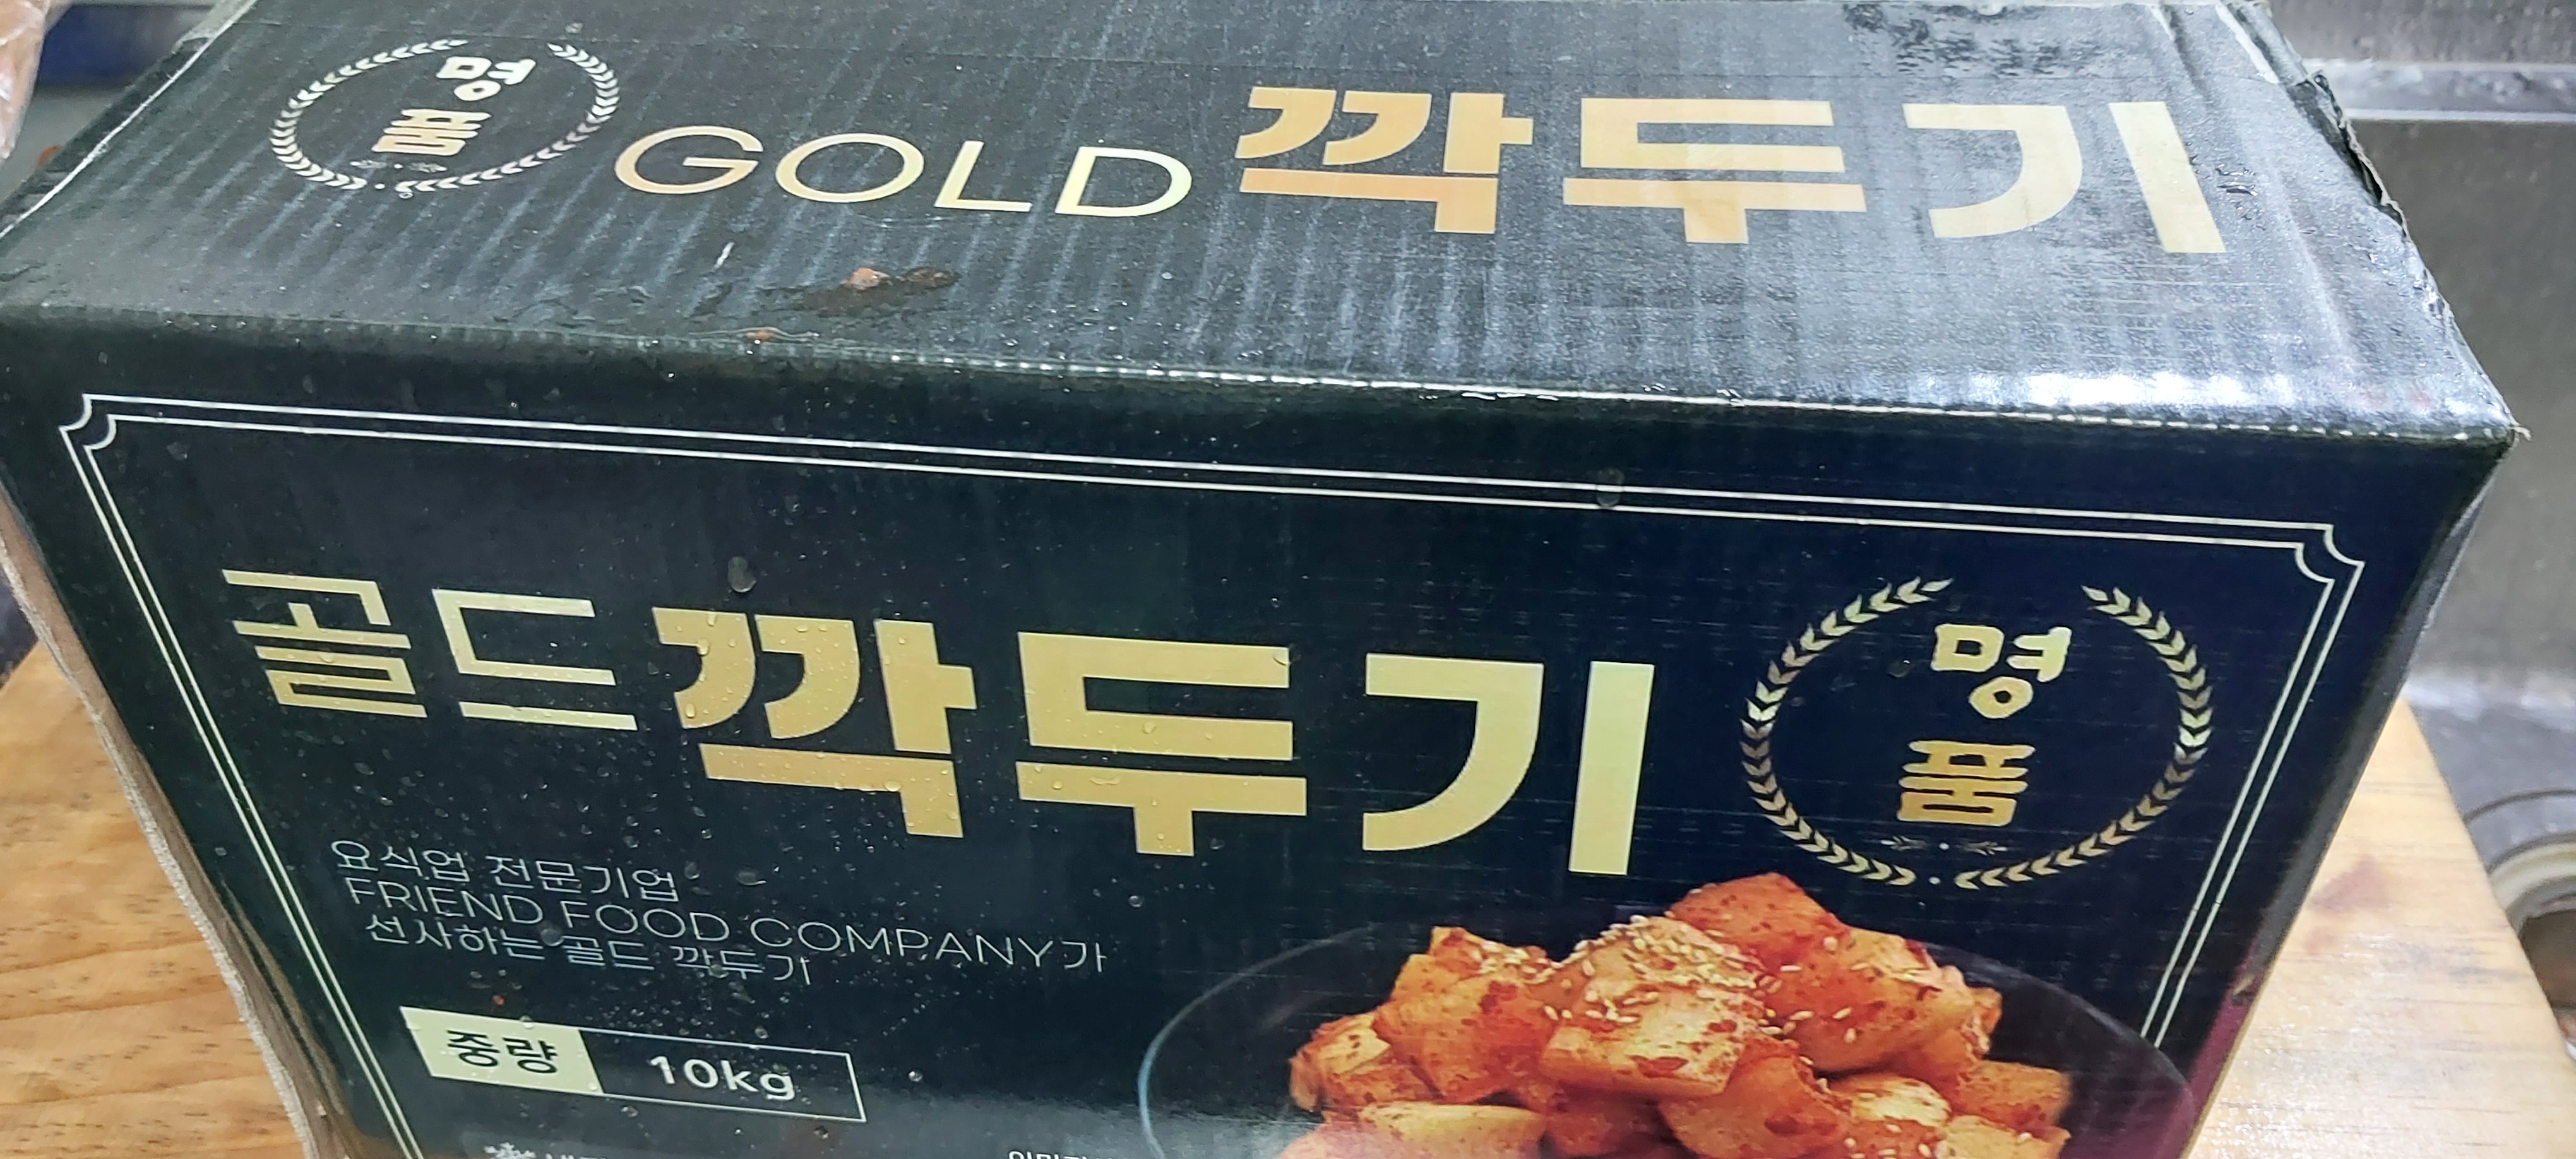 명품
GOLD 깍두기
골드 깍두기
명품
요식업 전문기업
FRIEND FOOD COMPANY가
선사하는 골드 깍두기
중량 10kg